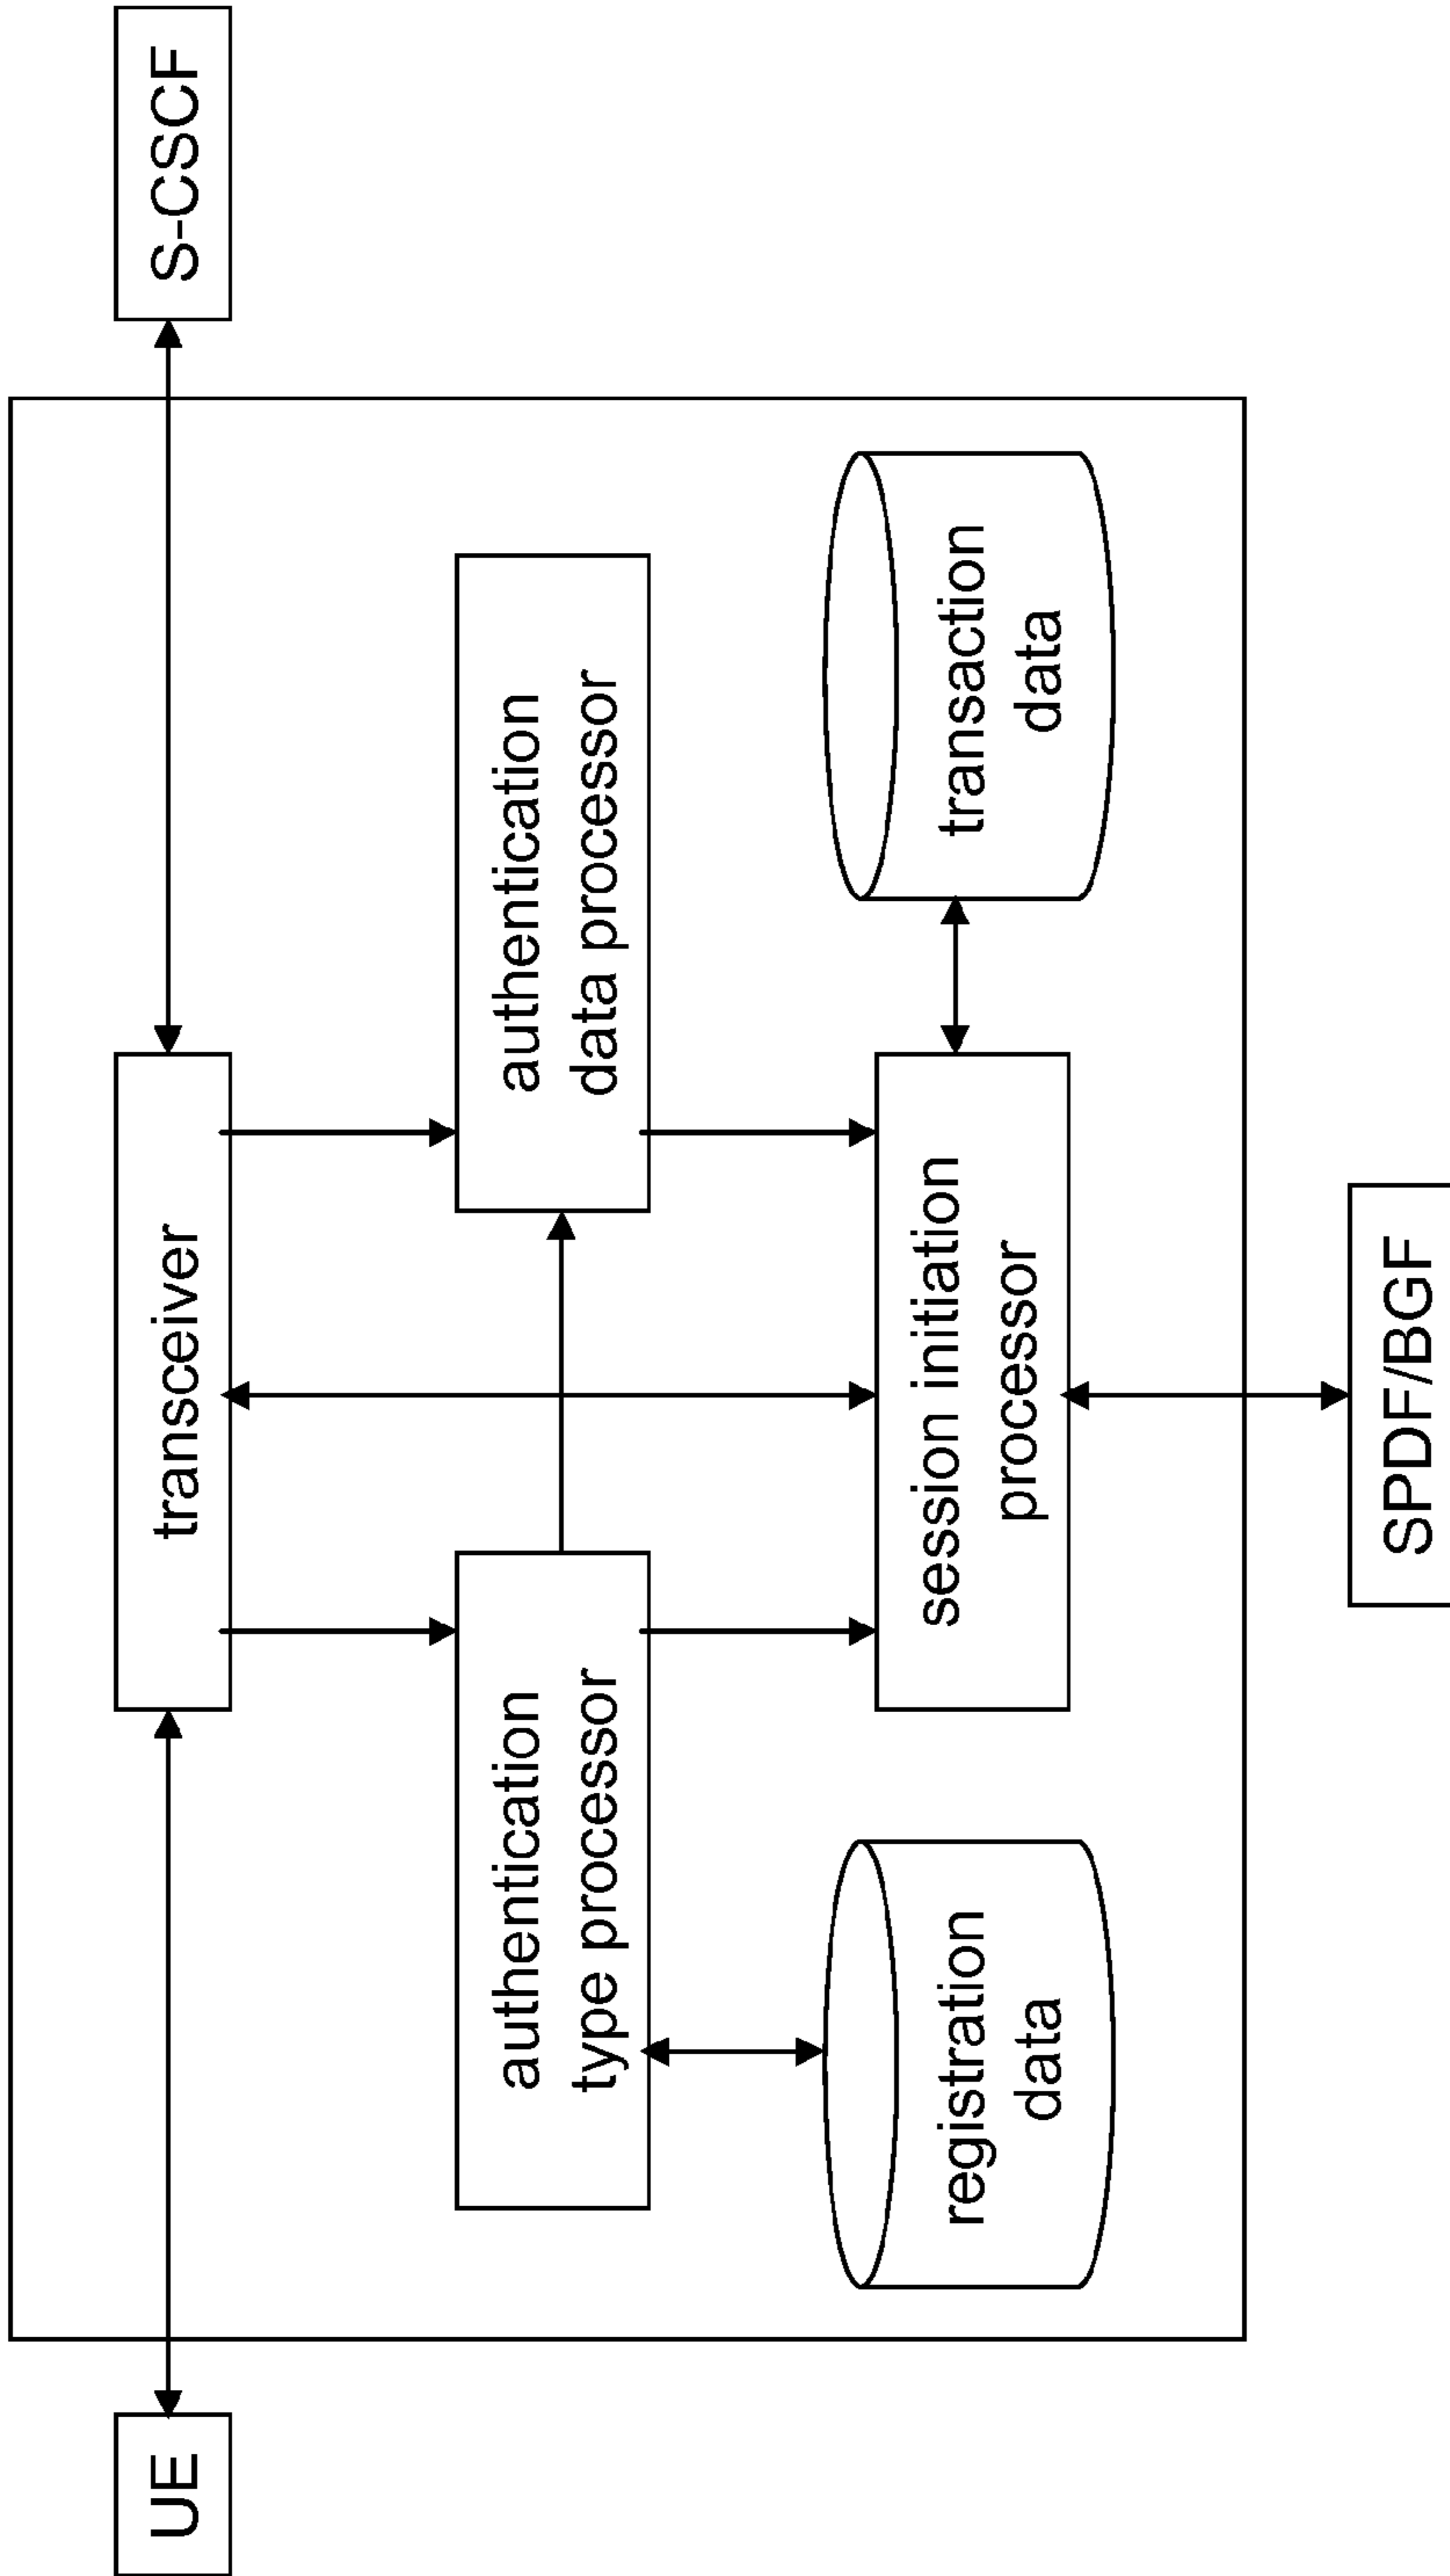 UE
transceiver
S-CSCF
authentication
type processor
authentication
data processor
registration
data
session initiation
processor
transaction
data
SPDF/BGF